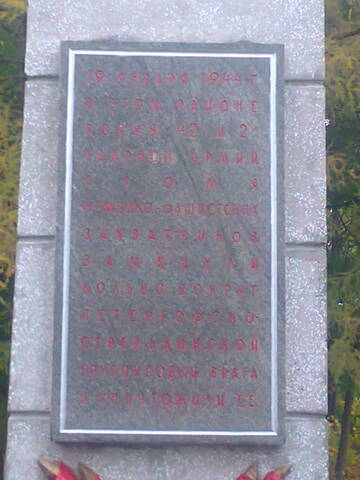 19 ЯНВАРЯ 1944 Г
В ЭТОМ РАЙОНЕ
ВОЙСКА 42 И 2
УДАРНОЙ АРМИЙ
ГРОМЯ
НЕМЕЦКО-ФАШИСТСКИХ
ЗАХВАТЧИКОВ
ЗАМКНУЛИ
КОЛЬЦО ВОКРУГ
ПЕТЕРГОФСКО-
СТРЕЛЬНИНСКОЙ
ГРУППИРОВКИ ВРАГА
И УНИЧТОЖИЛИ ЕЁ